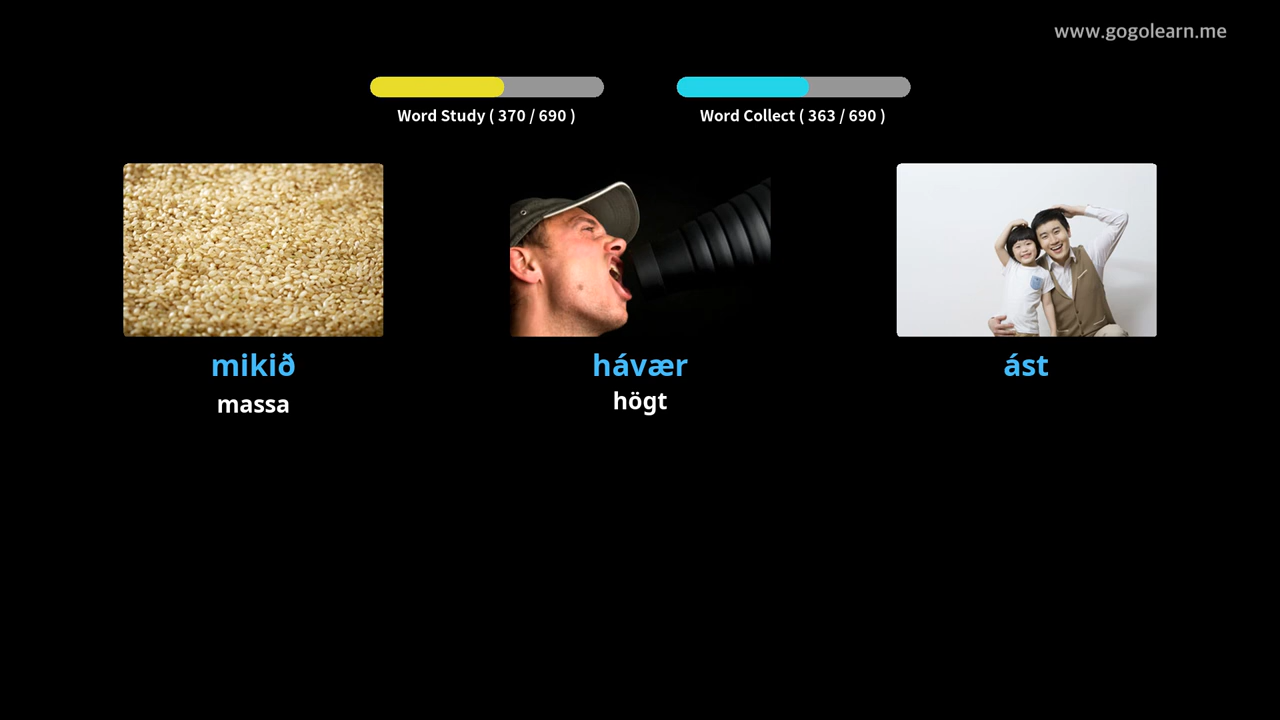 www.gogolearn.me
Word Study ( 370 / 690 )
Word Collect ( 363 / 690 )
mikið
hávær
ást
massa
högt